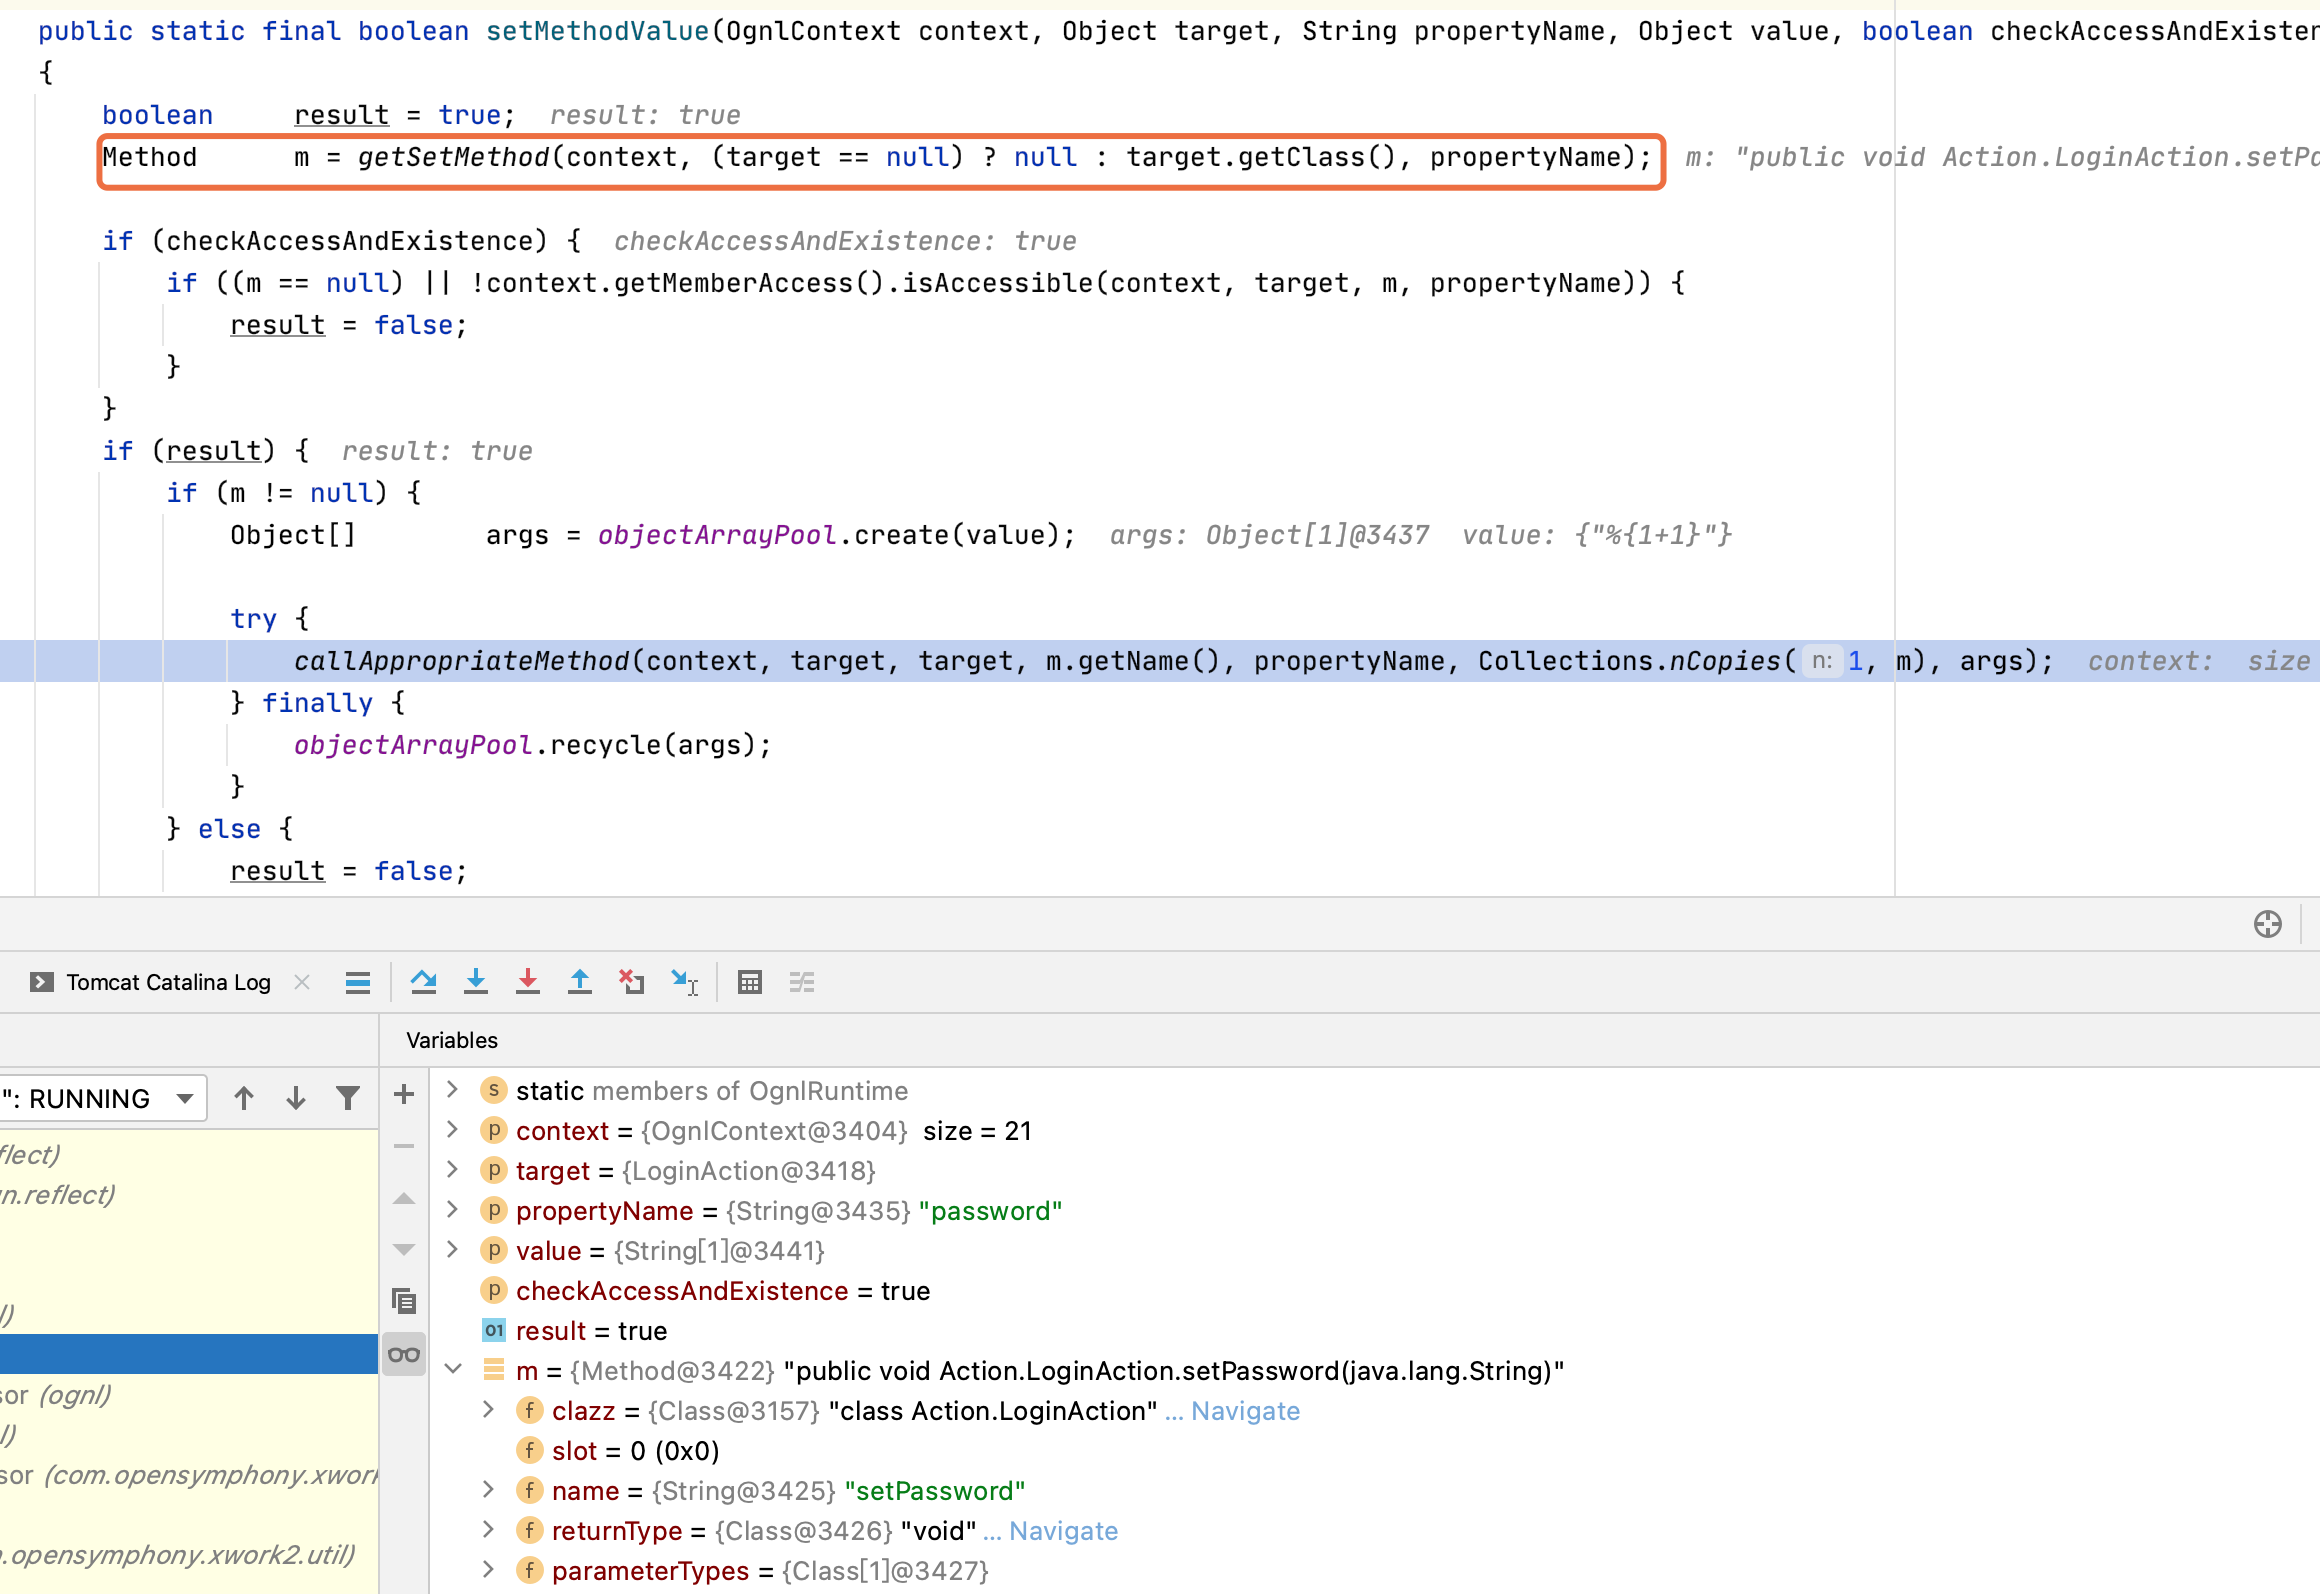 public static final boolean setMethodValue(OgnlContext context, Object target, String propertyName, Object value, boolean checkAccessAndExisten
{
boolean result = true; result: true
Method m = getSetMethod(context, (target == null) ? null : target.getClass(), propertyName); m: "public void Action.LoginAction.setPa
if (checkAccessAndExistence) { checkAccessAndExistence: true
if ((m == null) || !context.getMemberAccess().isAccessible(context, target, m, propertyName)) {
result = false;
}
}
if (result) { result: true
if (m != null) {
Object[] args = objectArrayPool.create(value); args: Object[1]@3437 value: {"%{1+1}"}
try {
callAppropriateMethod(context, target, target, m.getName(), propertyName, Collections.nCopies( n: 1, m), args); context: size
} finally {
objectArrayPool.recycle(args);
}
} else {
result = false;
Tomcat Catalina Log
Variables
": RUNNING
flect)
n.reflect)
l)
sor (ognl)
l)
sor (com.opensymphony.xwork
.opensymphony.xwork2.util)
s static members of OgnlRuntime
p context = {OgnlContext@3404} size = 21
p target = {LoginAction@3418}
p propertyName = {String@3435} "password"
p value = {String[1]@3441}
p checkAccessAndExistence = true
01 result = true
m = {Method@3422} "public void Action.LoginAction.setPassword(java.lang.String)"
f clazz = {Class@3157} "class Action.LoginAction" ... Navigate
f slot = 0 (0x0)
f name = {String@3425} "setPassword"
f returnType = {Class@3426} "void" ... Navigate
f parameterTypes = {Class[1]@3427}